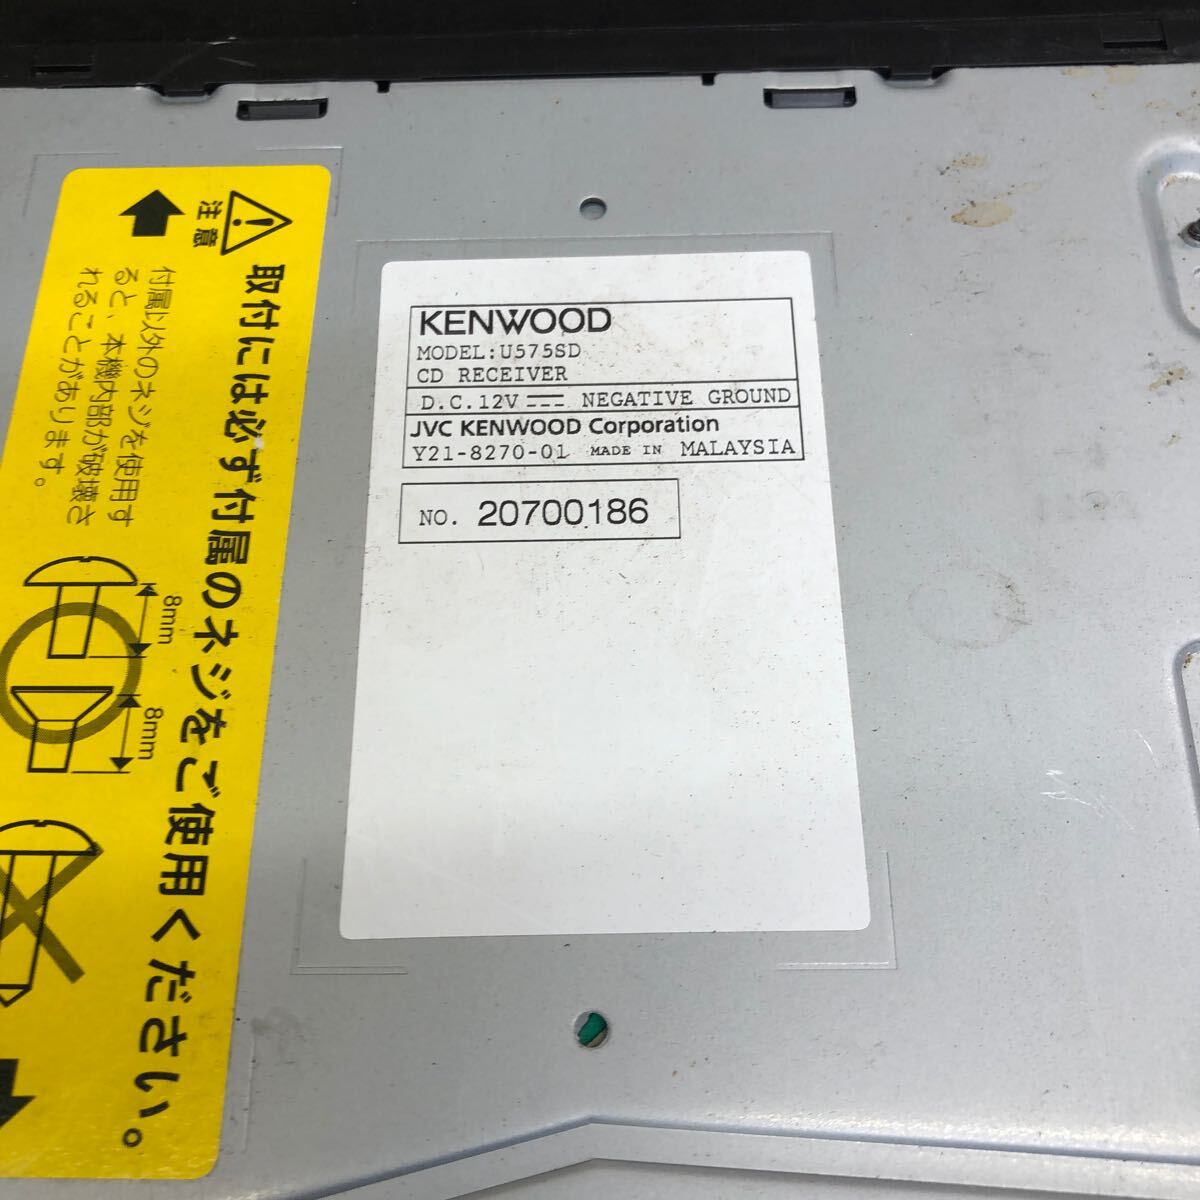 KENWOOD
MODEL:U575SD
CD RECEIVER
D.C.12V NEGATIVE GROUND
JVC KENWOOD Corporation
Y21-8270-01 MADE IN MALAYSIA
NO. 20700186
注意
取付には必ず付属のネジをご使用ください。
付属以外のネジを使用す
ると、本機内部が破壊さ
れることがあります。
8mm
8mm